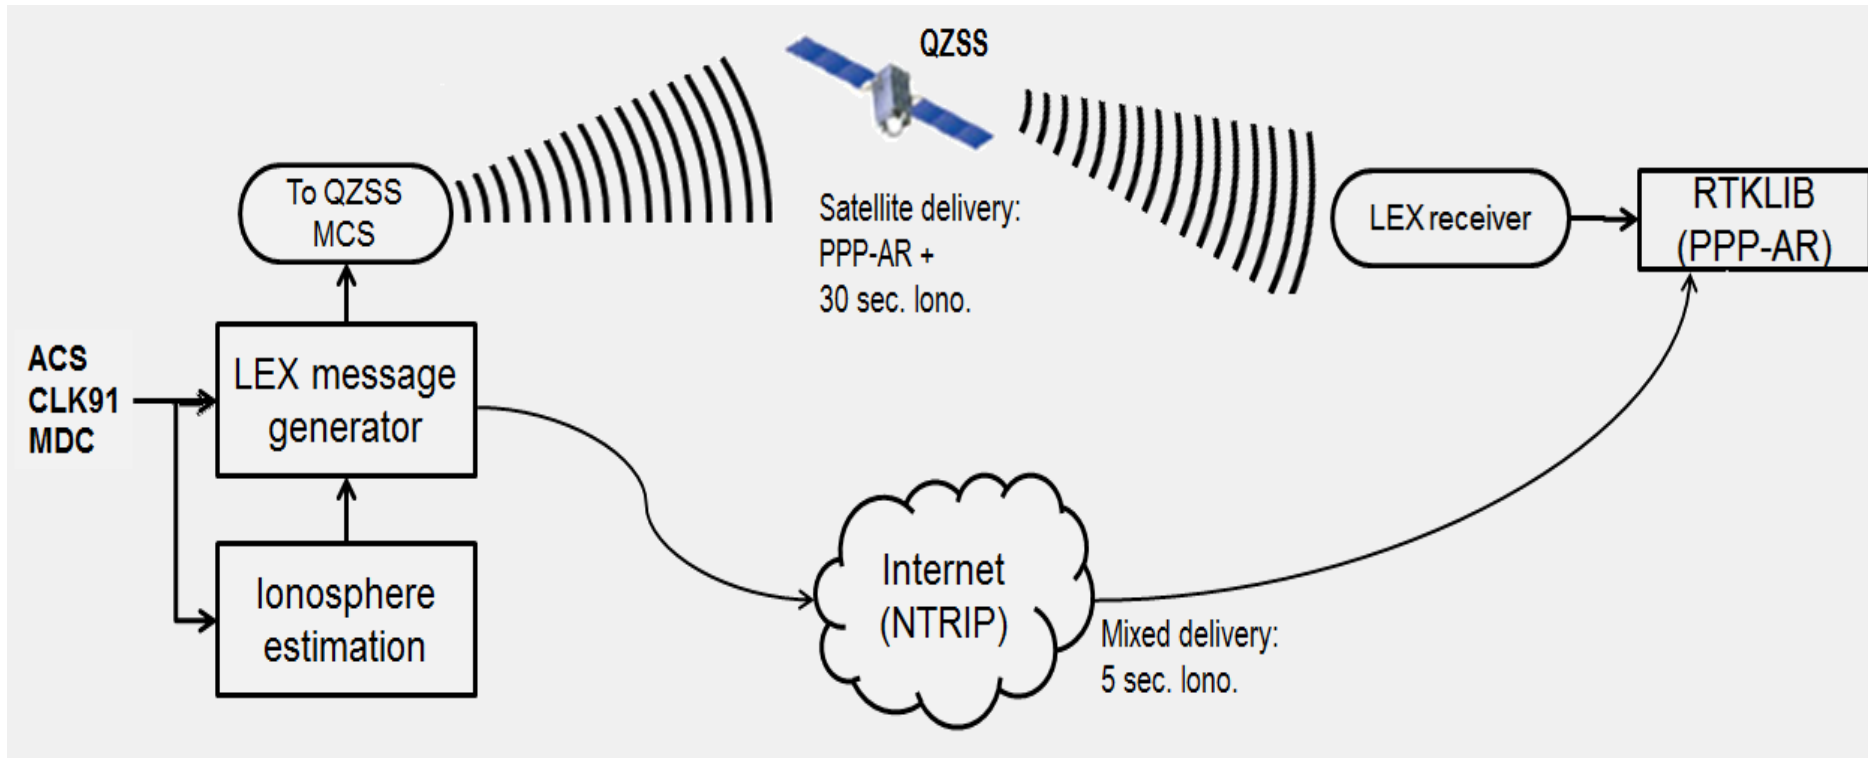 QZSS
To QZSS
MCS
Satellite delivery:
PPP-AR +
30 sec. Iono.
LEX receiver
RTKLIB
(PPP-AR)
ACS
CLK91
MDC
LEX message
generator
Ionosphere
estimation
Internet
(NTRIP)
Mixed delivery:
5 sec. Iono.